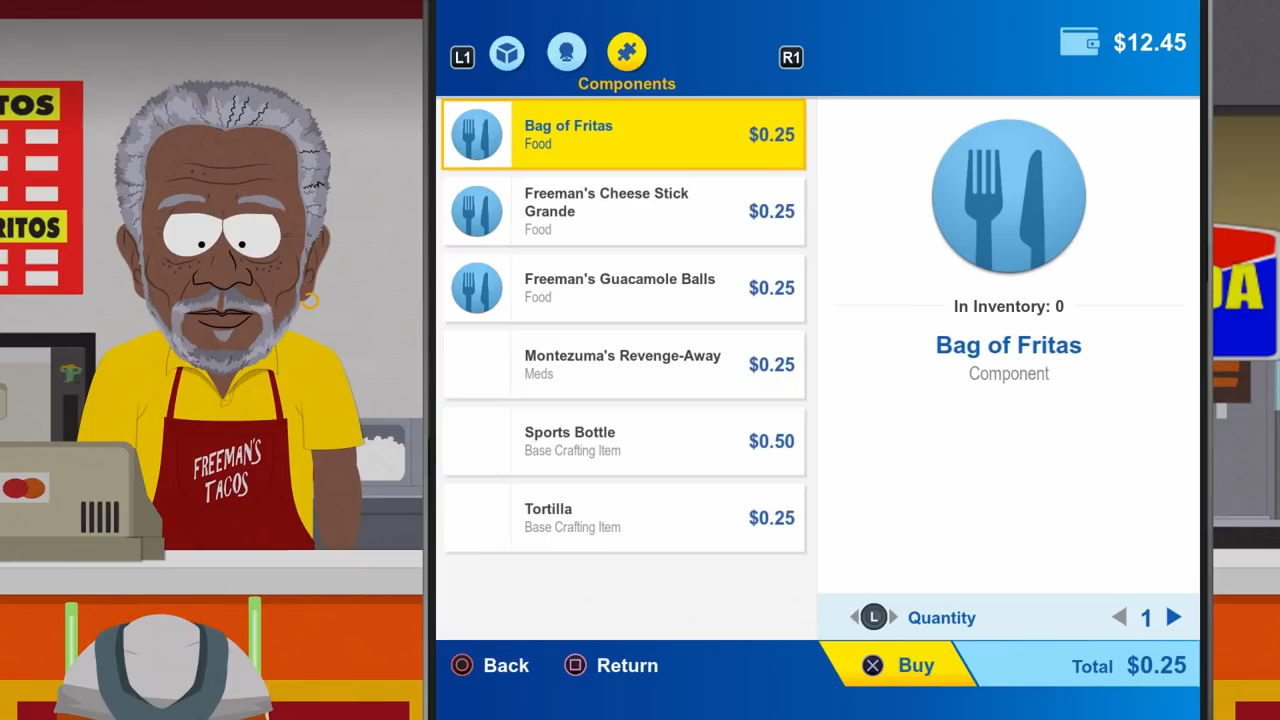 TOS
RITOS
FREEMAN'S
TACOS
L1
R1
Components
$12.45
Bag of Fritas
Food
$0.25
Freeman's Cheese Stick
Grande
Food
$0.25
Freeman's Guacamole Balls
Food
$0.25
Montezuma's Revenge-Away
Meds
$0.25
Sports Bottle
Base Crafting Item
$0.50
Tortilla
Base Crafting Item
$0.25
In Inventory: 0
Bag of Fritas
Component
L Quantity 1
Back Return
Buy
Total $0.25
DA